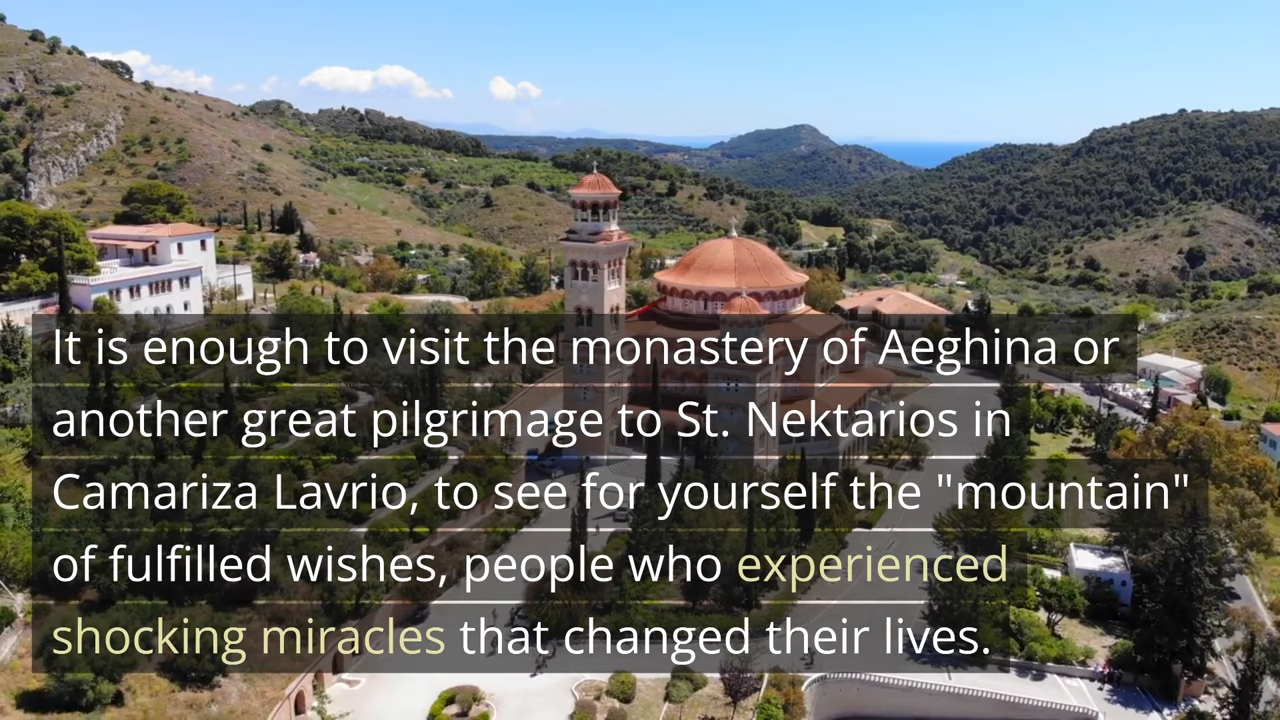 It is enough to visit the monastery of Aeghina or
another great pilgrimage to St. Nektarios in
Camariza Lavrio, to see for yourself the "mountain"
of fulfilled wishes, people who experienced
shocking miracles that changed their lives.